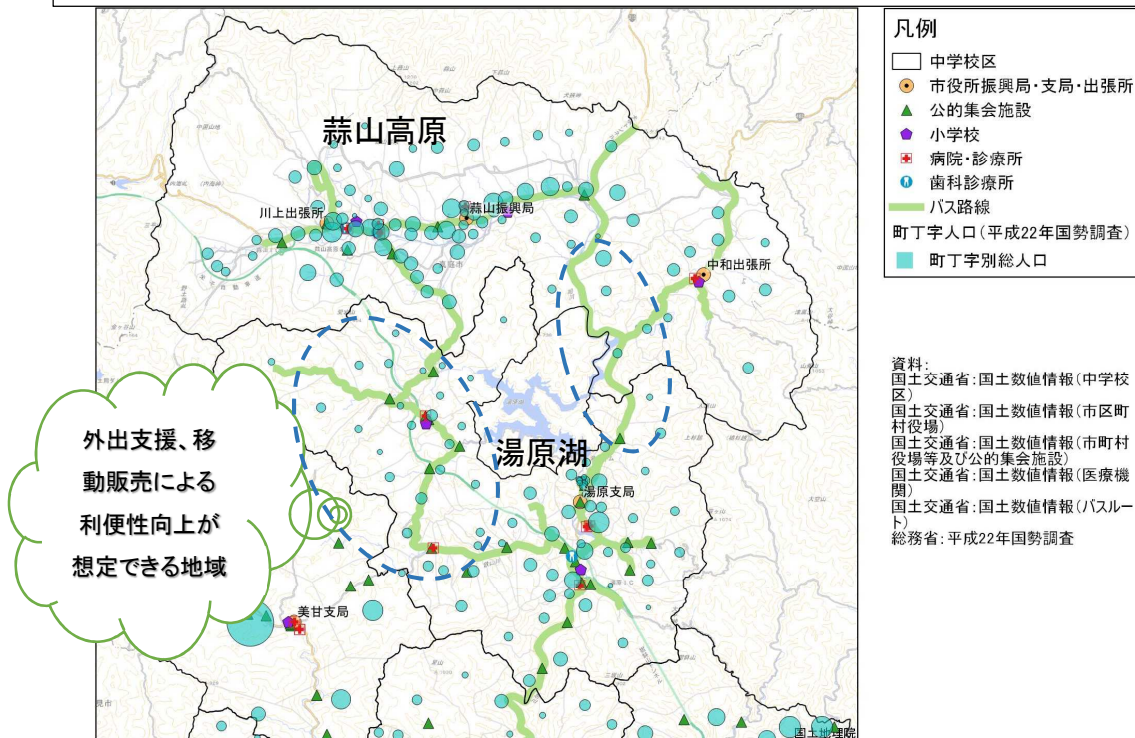 蒜山高原
川上出張所
蒜山振興局
中和出張所
真庭市
湯原湖
湯原支局
美甘支局
外出支援、移
動販売による
利便性向上が
想定できる地域
国土地理院
凡例
中学校区
市役所振興局・支局・出張所
公的集会施設
小学校
病院・診療所
歯科診療所
バス路線
町丁字人口(平成22年国勢調査)
町丁字別総人口
資料:
国土交通省:国土数値情報(中学校
区)
国土交通省:国土数値情報(市区町
村役場)
国土交通省:国土数値情報(市町村
役場等及び公的集会施設)
国土交通省:国土数値情報(医療機
関)
国土交通省:国土数値情報(バスルー
ト)
総務省:平成22年国勢調査